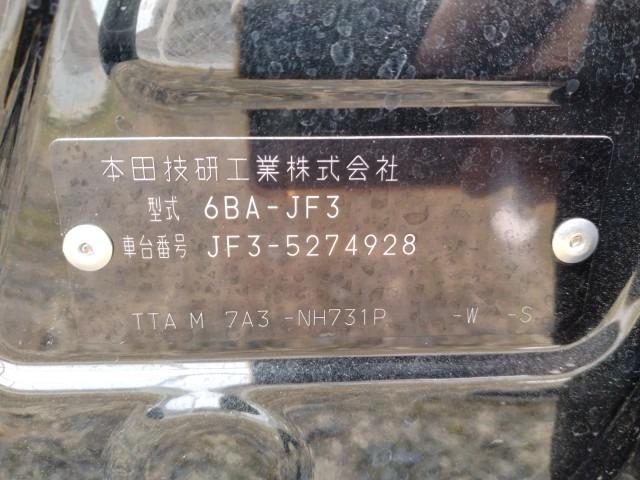 本田技研工業株式会社
型式 6BA-JF3
車台番号 JF3-5274928
TTA M 7A3 -NH731P -W -S